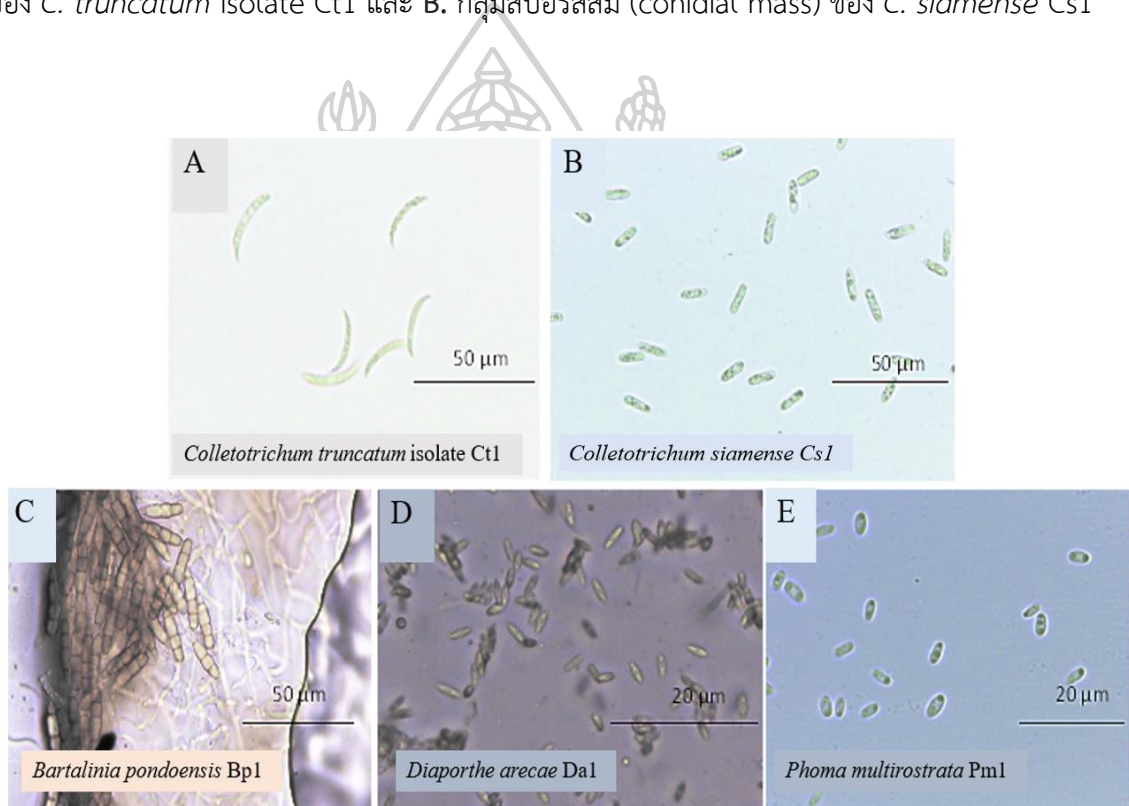 ของ C. truncatum isolate Ct1 และ B. กลุ่มสปอร์สีส้ม (conidial mass) ของ C. siamense Cs1
A
B
50 µm
50 µm
Colletotrichum truncatum isolate Ct1
Colletotrichum siamense Cs1
C
D
E
50 µm
20 µm
20 µm
Bartalinia pondoensis Bp1
Diaporthe arecae Da1
Phoma multirostrata Pm1